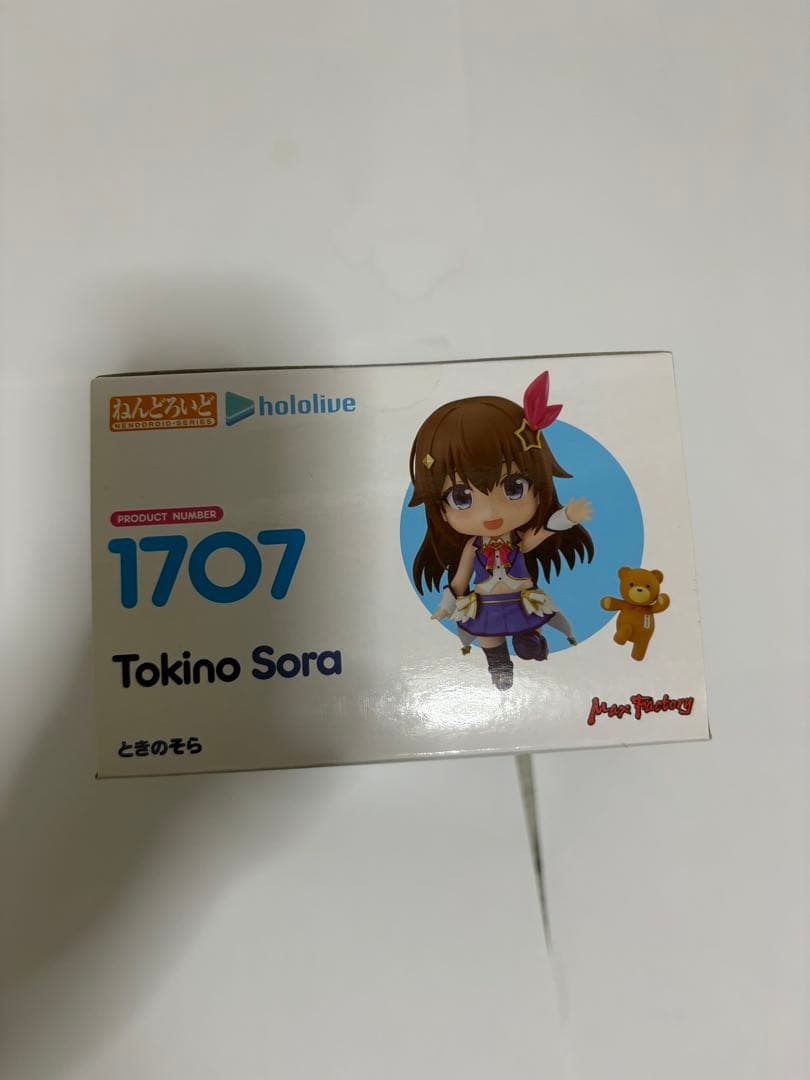 ねんどろいど
NENDOROID-SERIES
hololive
PRODUCT NUMBER
1707
Tokino Sora
ときのそら
Max Factory